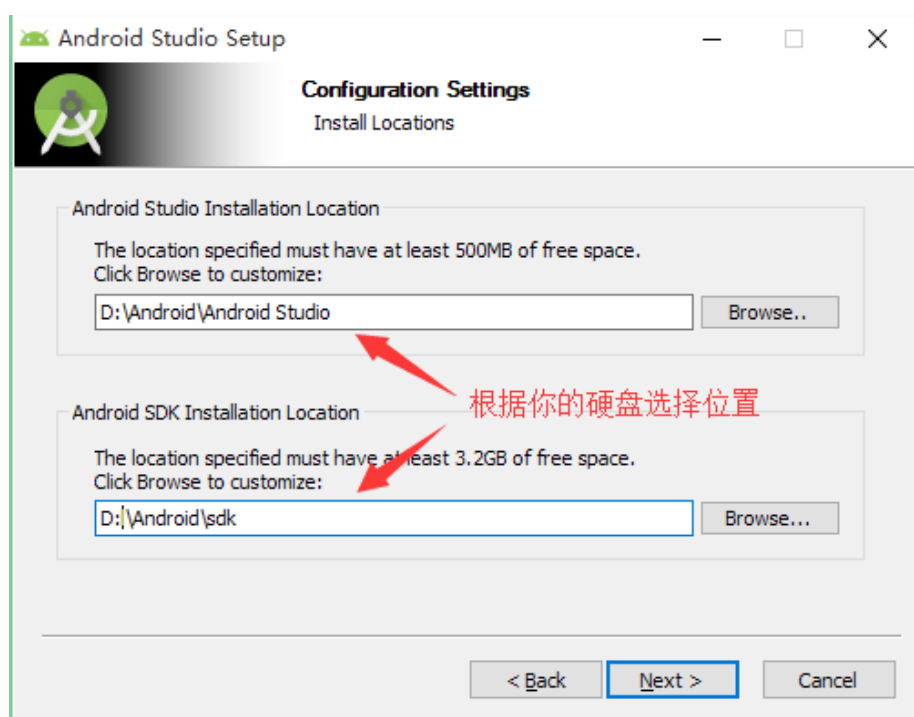 Android Studio Setup
Configuration Settings
Install Locations
Android Studio Installation Location
The location specified must have at least 500MB of free space.
Click Browse to customize:
D:\Android\Android Studio
Browse..
根据你的硬盘选择位置
Android SDK Installation Location
The location specified must have at least 3.2GB of free space.
Click Browse to customize:
D:\Android\sdk
Browse...
< Back
Next >
Cancel